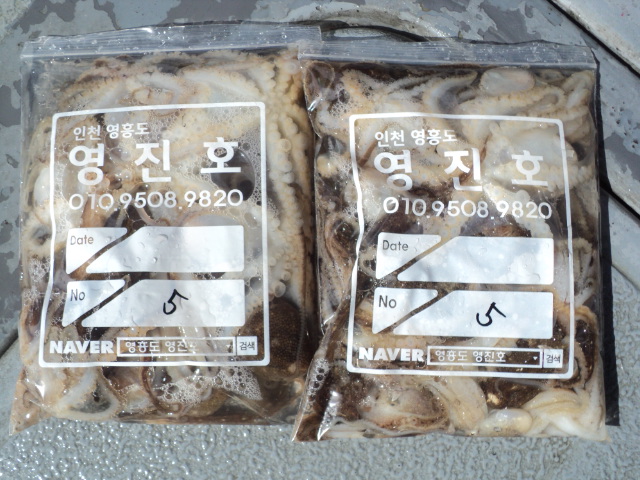 인천 영흥도
영 진 호
010.9508.9820
Date
No 5
NAVER 영흥도 영진호 검색
인천 영흥도
영 진 호
010.9508.9820
Date
No 5
NAVER 영흥도 영진호 검색